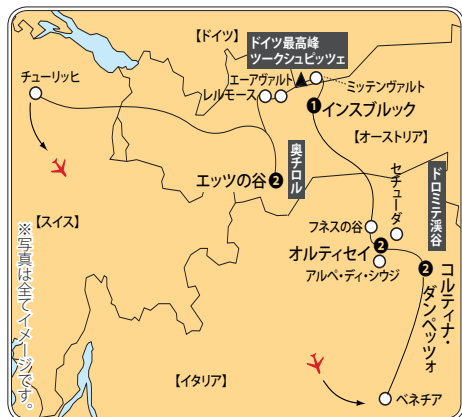 【ドイツ】
ドイツ最高峰
ツークシュピッツェ
チューリッヒ
エーアヴァルト
レルモース
ミッテンヴァルト
1 インスブルック
【オーストリア】
奥チロル
エッツの谷 2
セチューダ
ドロミテ渓谷
【スイス】
フネスの谷
オルティセイ 2
アルペ・ディ・シウジ
2 コルティナ・
ダンペッツォ
※写真は全てイメージです。
【イタリア】
ベネチア